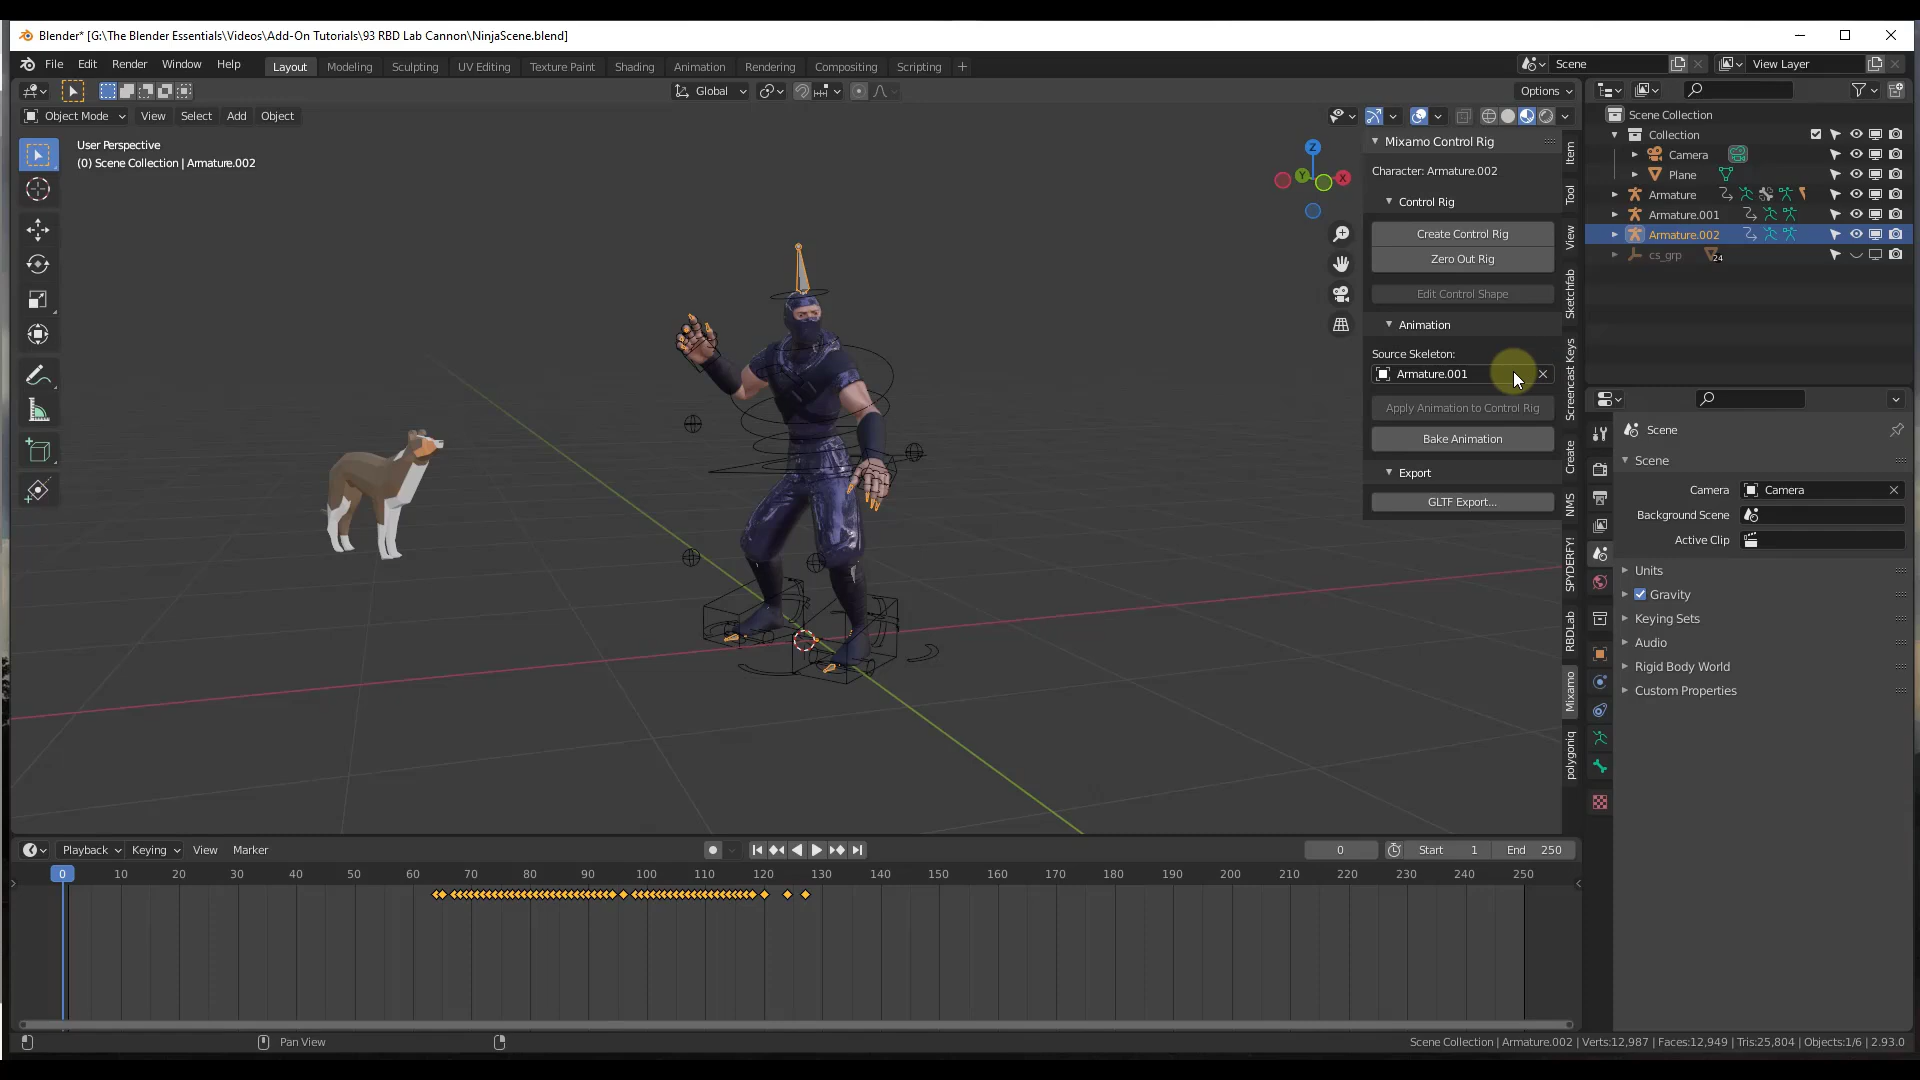 Blender* [G:\The Blender Essentials\Videos\Add-On Tutorials\93 RBD Lab Cannon\NinjaScene.blend]
File Edit Render Window Help Layout Modeling Sculpting UV Editing Texture Paint Shading Animation Rendering Compositing Scripting + Scene View Layer
Global Options
Object Mode View Select Add Object
User Perspective
(0) Scene Collection | Armature.002
Z
Y
X
Mixamo Control Rig
Character: Armature.002
Control Rig
Create Control Rig
Zero Out Rig
Edit Control Shape
Animation
Source Skeleton:
Armature.001
Apply Animation to Control Rig
Bake Animation
Export
GLTF Export...
Item
Tool
View
Sketchfab
Screencast Keys
Create
NMS
SPYDERFY!
RBDLab
Mixamo
polygoniq
Scene Collection
Collection
Camera
Plane
Armature
Armature.001
Armature.002
cs_grp 24
Scene
Scene
Camera Camera
Background Scene
Active Clip
Units
Gravity
Keying Sets
Audio
Rigid Body World
Custom Properties
Playback Keying View Marker 0 Start 1 End 250
0 10 20 30 40 50 60 70 80 90 100 110 120 130 140 150 160 170 180 190 200 210 220 230 240 250
Pan View
Scene Collection | Armature.002 | Verts:12,987 | Faces:12,949 | Tris:25,804 | Objects:1/6 | 2.93.0